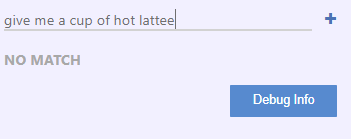 give me a cup of hot lattee
NO MATCH
Debug Info